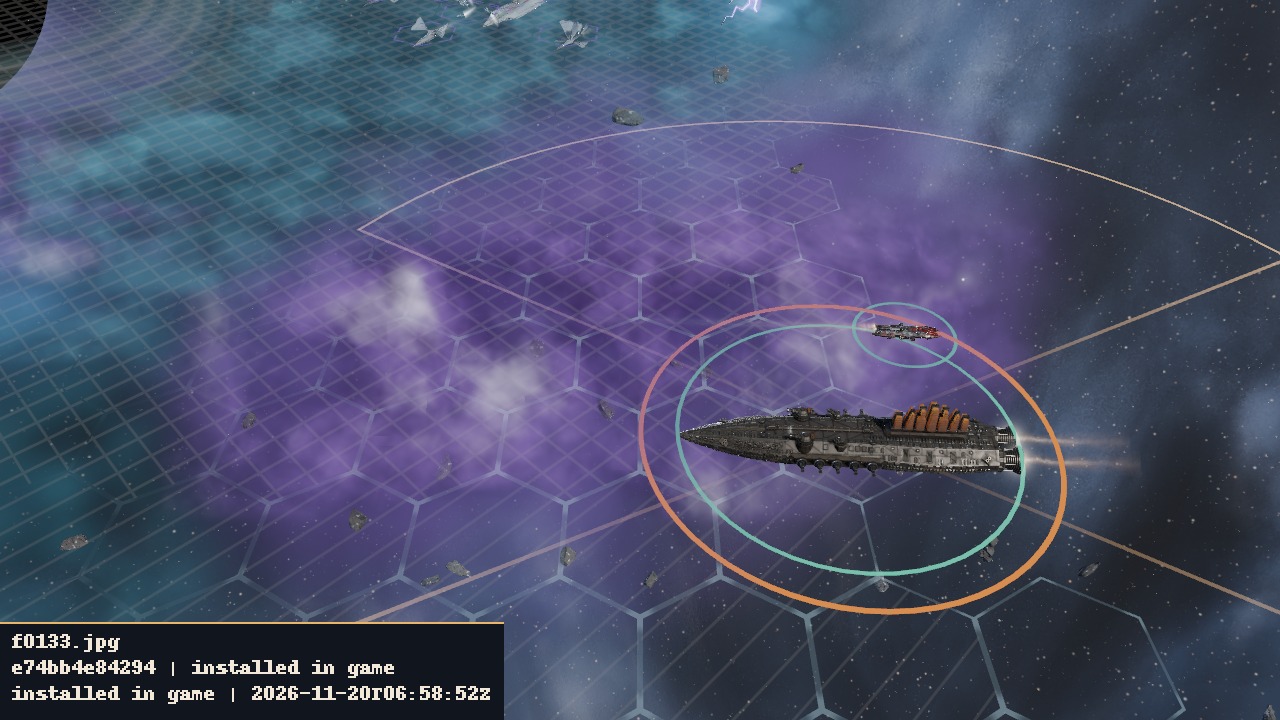 f0133.jpg
e74bb4e84294 | installed in game
installed in game | 2026-11-20T06:58:52Z